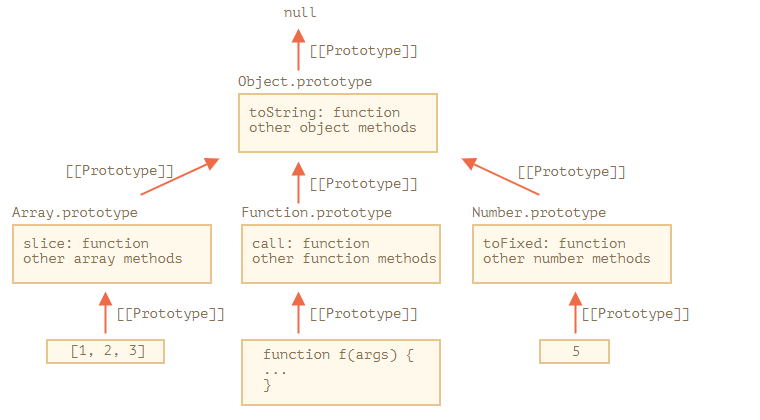 null
[[Prototype]]
Object.prototype
toString: function
other object methods
[[Prototype]]
[[Prototype]]
[[Prototype]]
Array.prototype
slice: function
other array methods
Function.prototype
call: function
other function methods
Number.prototype
toFixed: function
other number methods
[[Prototype]]
[[Prototype]]
[[Prototype]]
[1, 2, 3]
function f(args) {
...
}
5